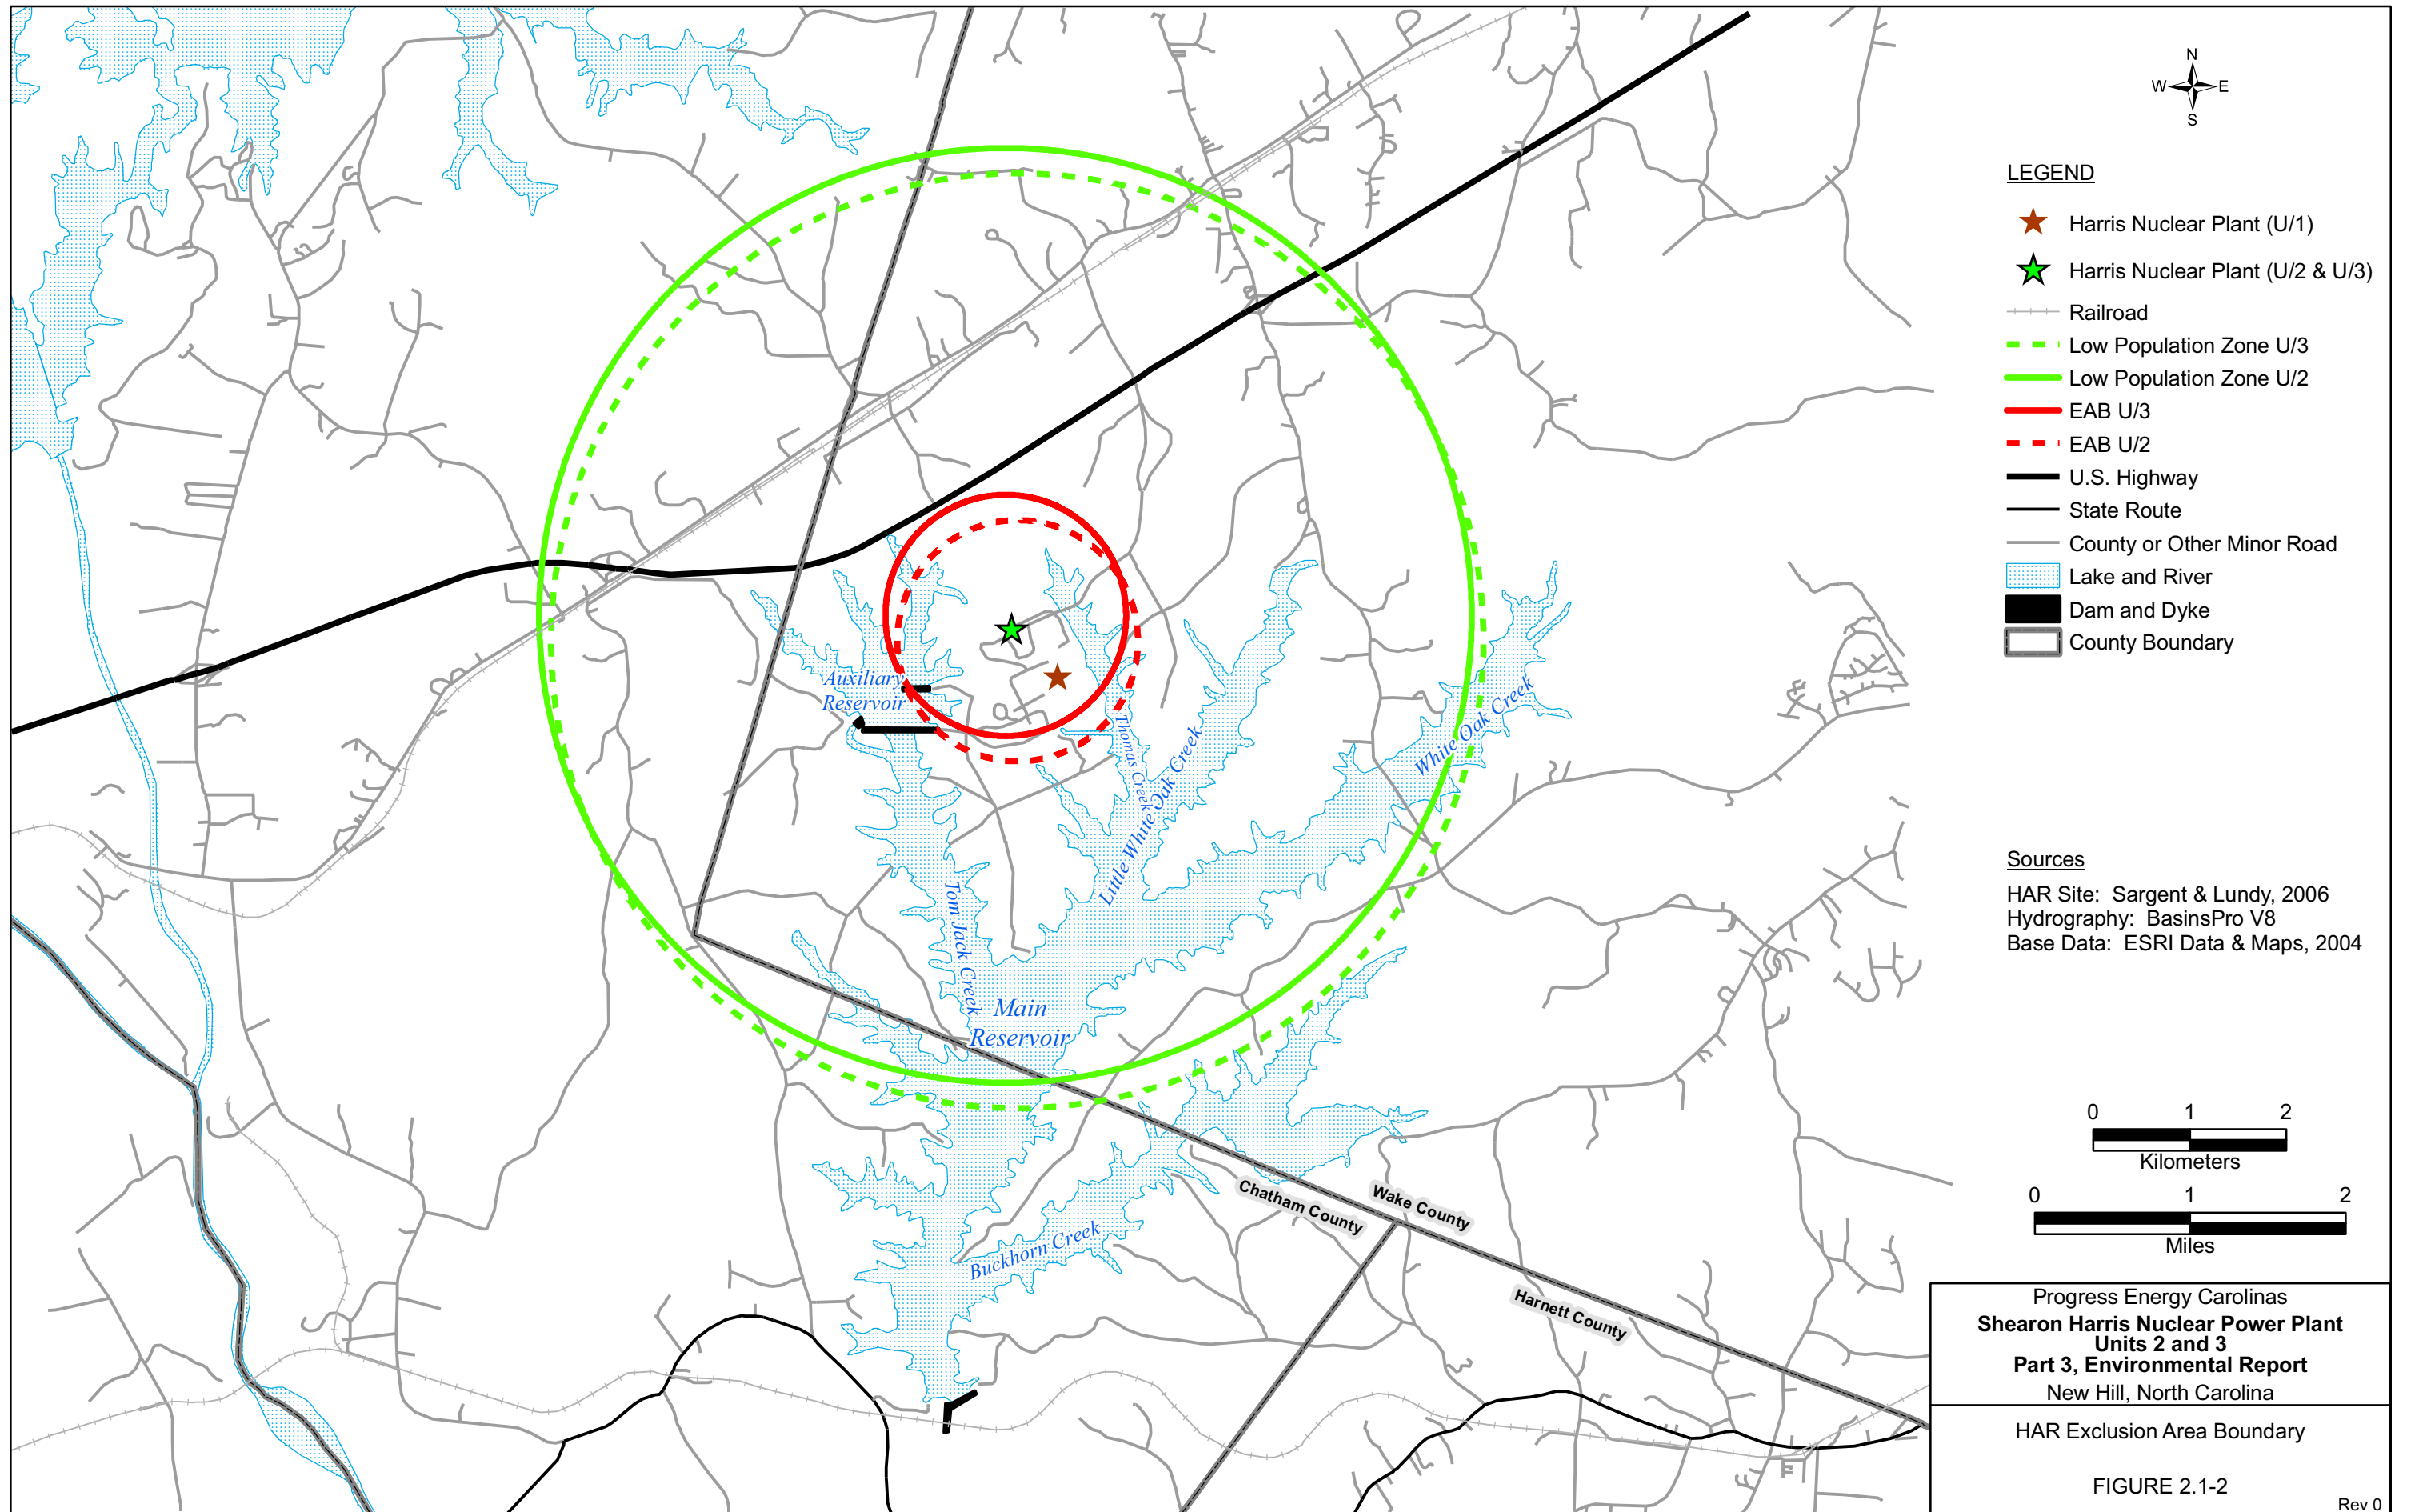 N
W E
S
LEGEND
Harris Nuclear Plant (U/1)
Harris Nuclear Plant (U/2 & U/3)
Railroad
Low Population Zone U/3
Low Population Zone U/2
EAB U/3
EAB U/2
U.S. Highway
State Route
County or Other Minor Road
Lake and River
Dam and Dyke
County Boundary
Auxiliary
Reservoir
Thomas Creek
Little White Oak Creek
White Oak Creek
Tom Jack Creek
Main
Reservoir
Buckhorn Creek
Chatham County
Wake County
Harnett County
Sources
HAR Site: Sargent & Lundy, 2006
Hydrography: BasinsPro V8
Base Data: ESRI Data & Maps, 2004
0 1 2
Kilometers
0 1 2
Miles
Progress Energy Carolinas
Shearon Harris Nuclear Power Plant
Units 2 and 3
Part 3, Environmental Report
New Hill, North Carolina
HAR Exclusion Area Boundary
FIGURE 2.1-2
Rev 0